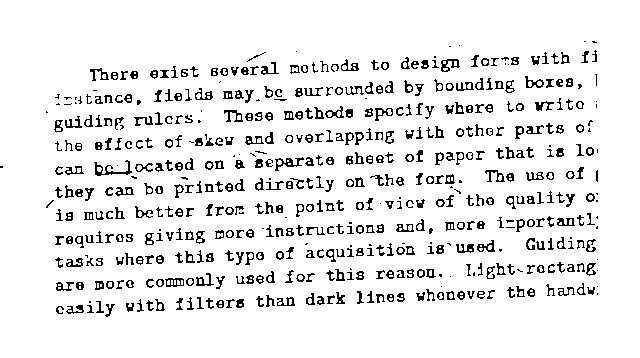 There exist several methods to design forms with fi
instance, fields may be surrounded by bounding boxes,
guiding rulers. These methods specify where to write
the effect of skew and overlapping with other parts of
can be located on a separate sheet of paper that is lo
they can be printed directly on the form. The use of
is much better from the point of view of the quality o
requires giving more instructions and, more importantly
tasks where this type of acquisition is used. Guiding
are more commonly used for this reason. Light rectang
easily with filters than dark lines whenever the handw